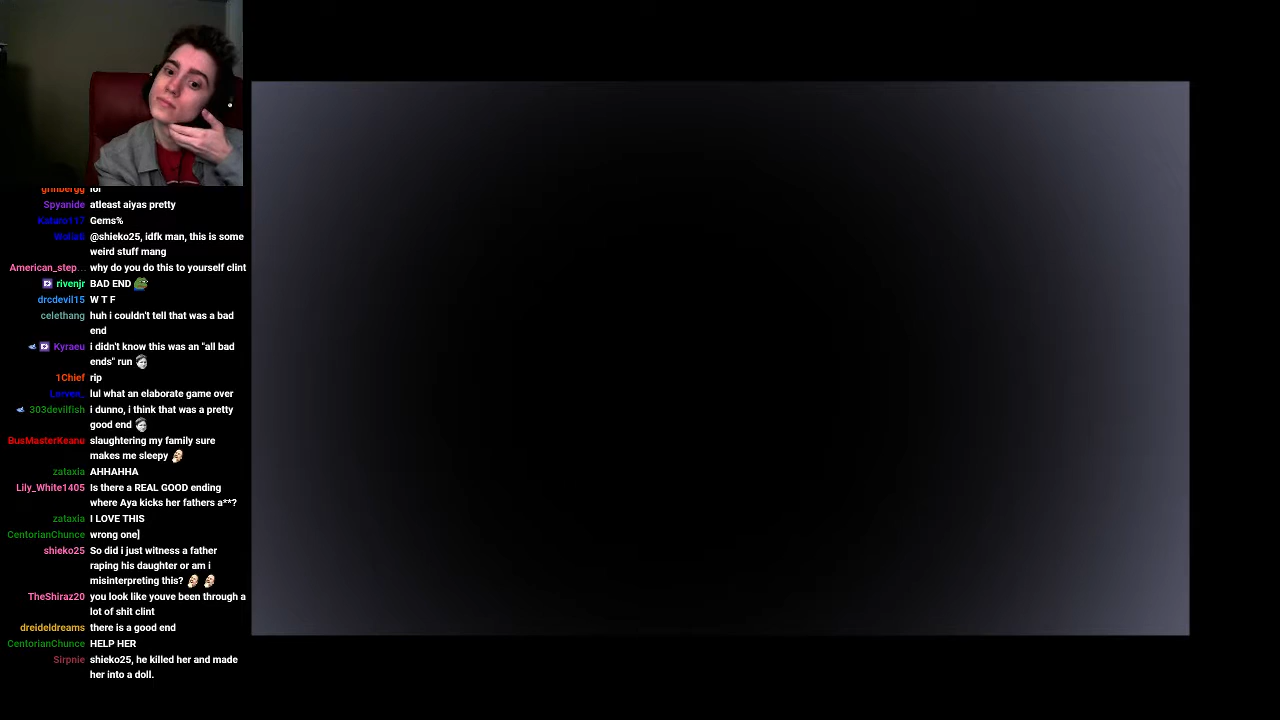 grinbergg lol
Spyanide atleast aiyas pretty
Katuro117 Gems%
@shieko25, idfk man, this is some
weird stuff mang
American_step... why do you do this to yourself clint
rivenjr BAD END
drcdevil15 W T F
celethang huh i couldn't tell that was a bad
end
Kyraeu i didn't know this was an "all bad
ends" run
1Chief rip
lul what an elaborate game over
303devilfish i dunno, i think that was a pretty
good end
BusMasterKeanu slaughtering my family sure
makes me sleepy
zataxia AHHAHHA
Lily_White1405 Is there a REAL GOOD ending
where Aya kicks her fathers a**?
zataxia I LOVE THIS
CentorianChunce wrong one]
shieko25 So did i just witness a father
raping his daughter or am i
misinterpreting this?
TheShiraz20 you look like youve been through a
lot of shit clint
dreideldreams there is a good end
CentorianChunce HELP HER
Sirpnie shieko25, he killed her and made
her into a doll.